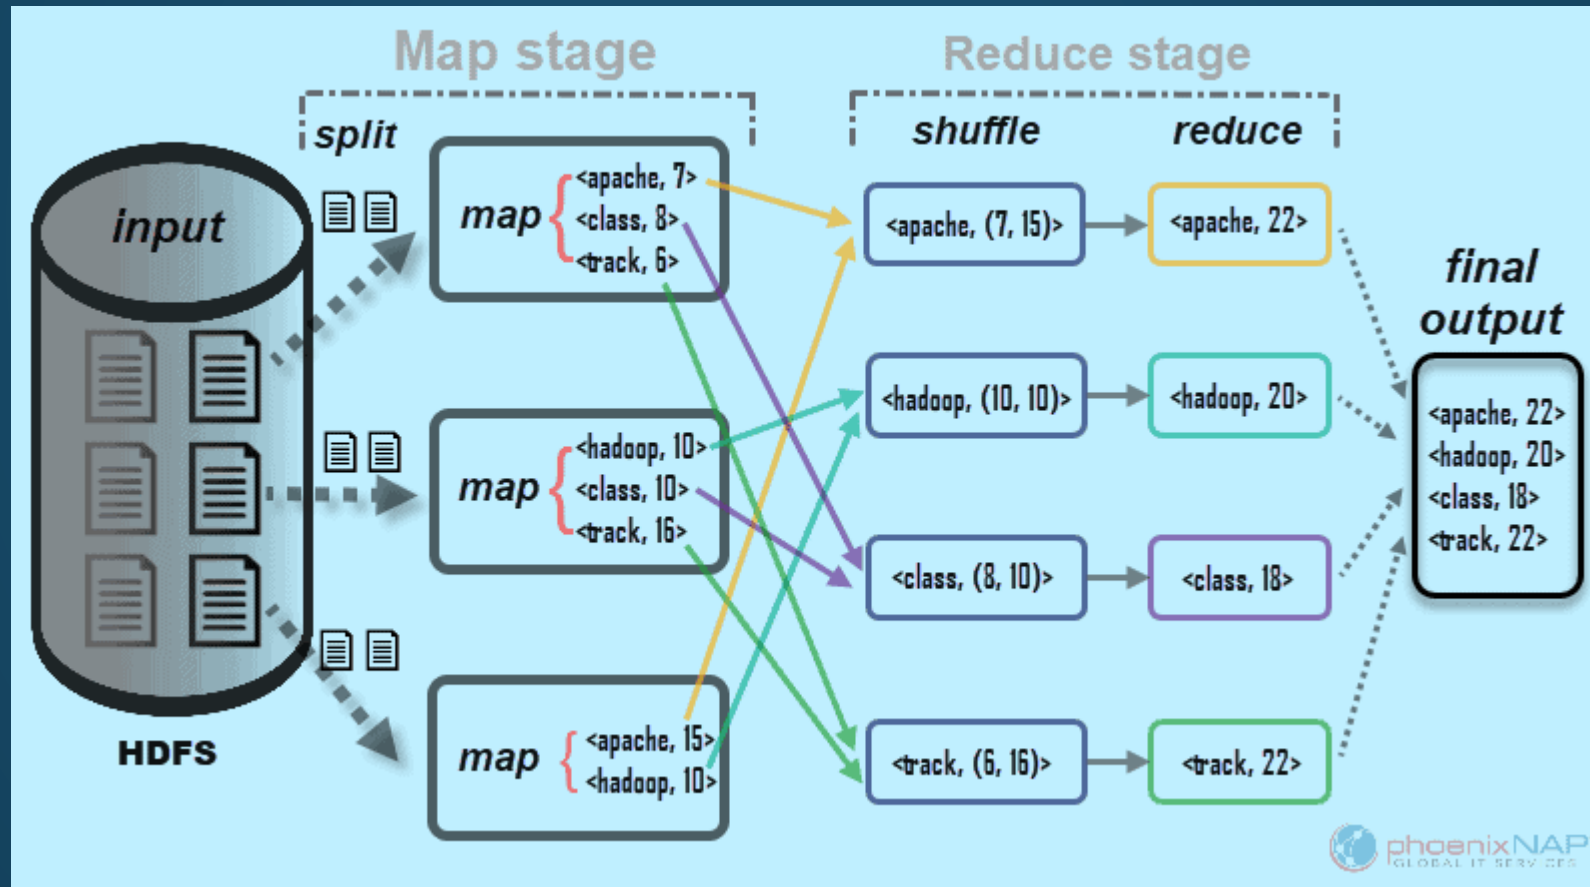 Map stage
Reduce stage
split
shuffle
reduce
input
map
<apache, 7>
<class, 8>
<track, 6>
<apache, (7, 15)>
<apache, 22>
final
output
map
<hadoop, 10>
<class, 10>
<track, 16>
<hadoop, (10, 10)>
<hadoop, 20>
<apache, 22>
<hadoop, 20>
<class, 18>
<track, 22>
<class, (8, 10)>
<class, 18>
map
<apache, 15>
<hadoop, 10>
<track, (6, 16)>
<track, 22>
HDFS
phoenixNAP
GLOBAL IT SERVICES